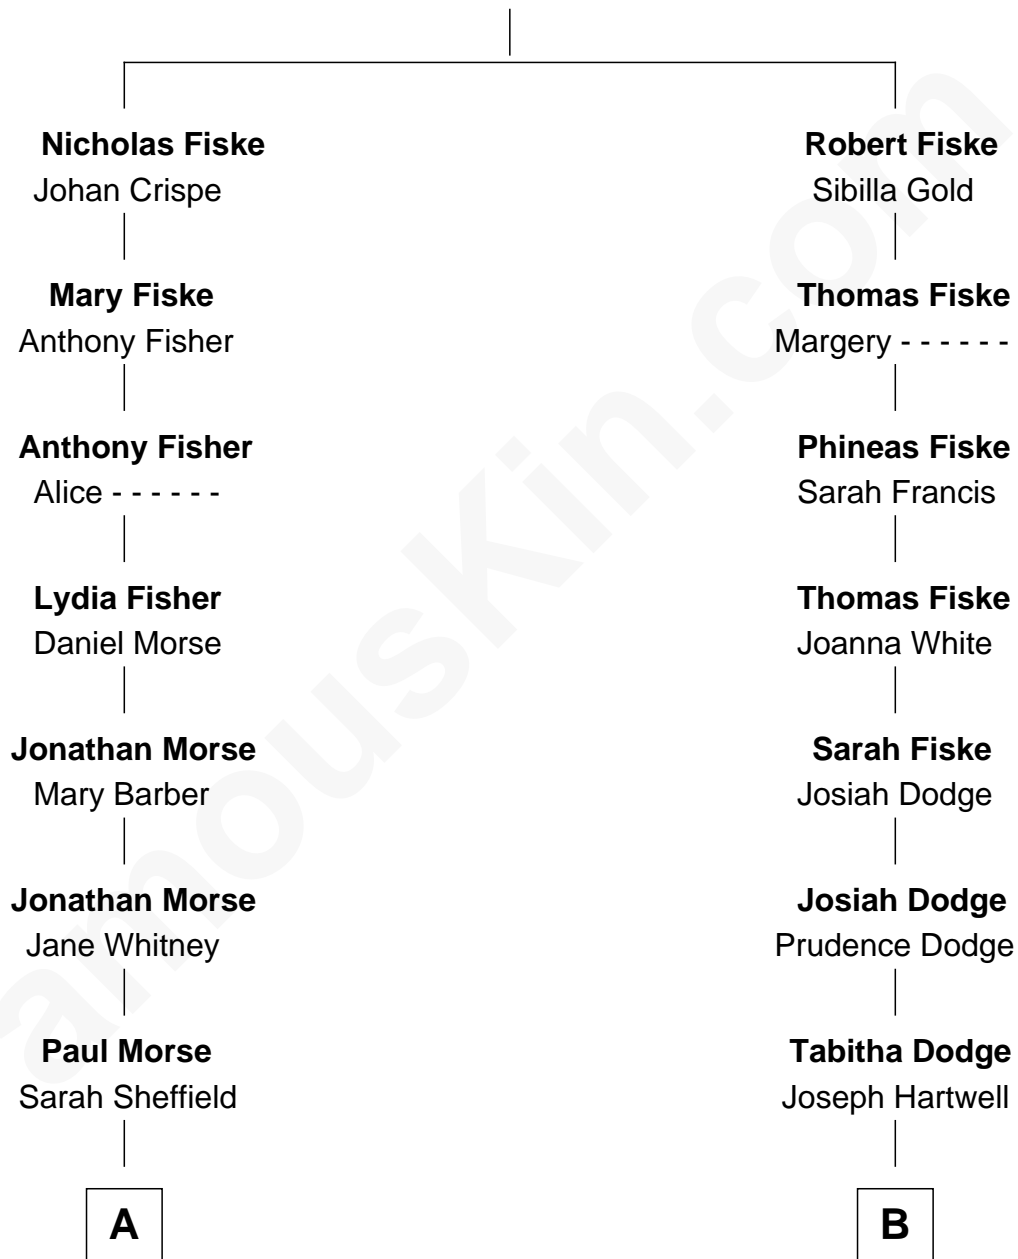 Nicholas Fiske
Johan Crispe
Mary Fiske
Anthony Fisher
Anthony Fisher
Alice - - - - - -
Lydia Fisher
Daniel Morse
Jonathan Morse
Mary Barber
Jonathan Morse
Jane Whitney
Paul Morse
Sarah Sheffield
A
Robert Fiske
Sibilla Gold
Thomas Fiske
Margery - - - - - -
Phineas Fiske
Sarah Francis
Thomas Fiske
Joanna White
Sarah Fiske
Josiah Dodge
Josiah Dodge
Prudence Dodge
Tabitha Dodge
Joseph Hartwell
B
amouskin.com